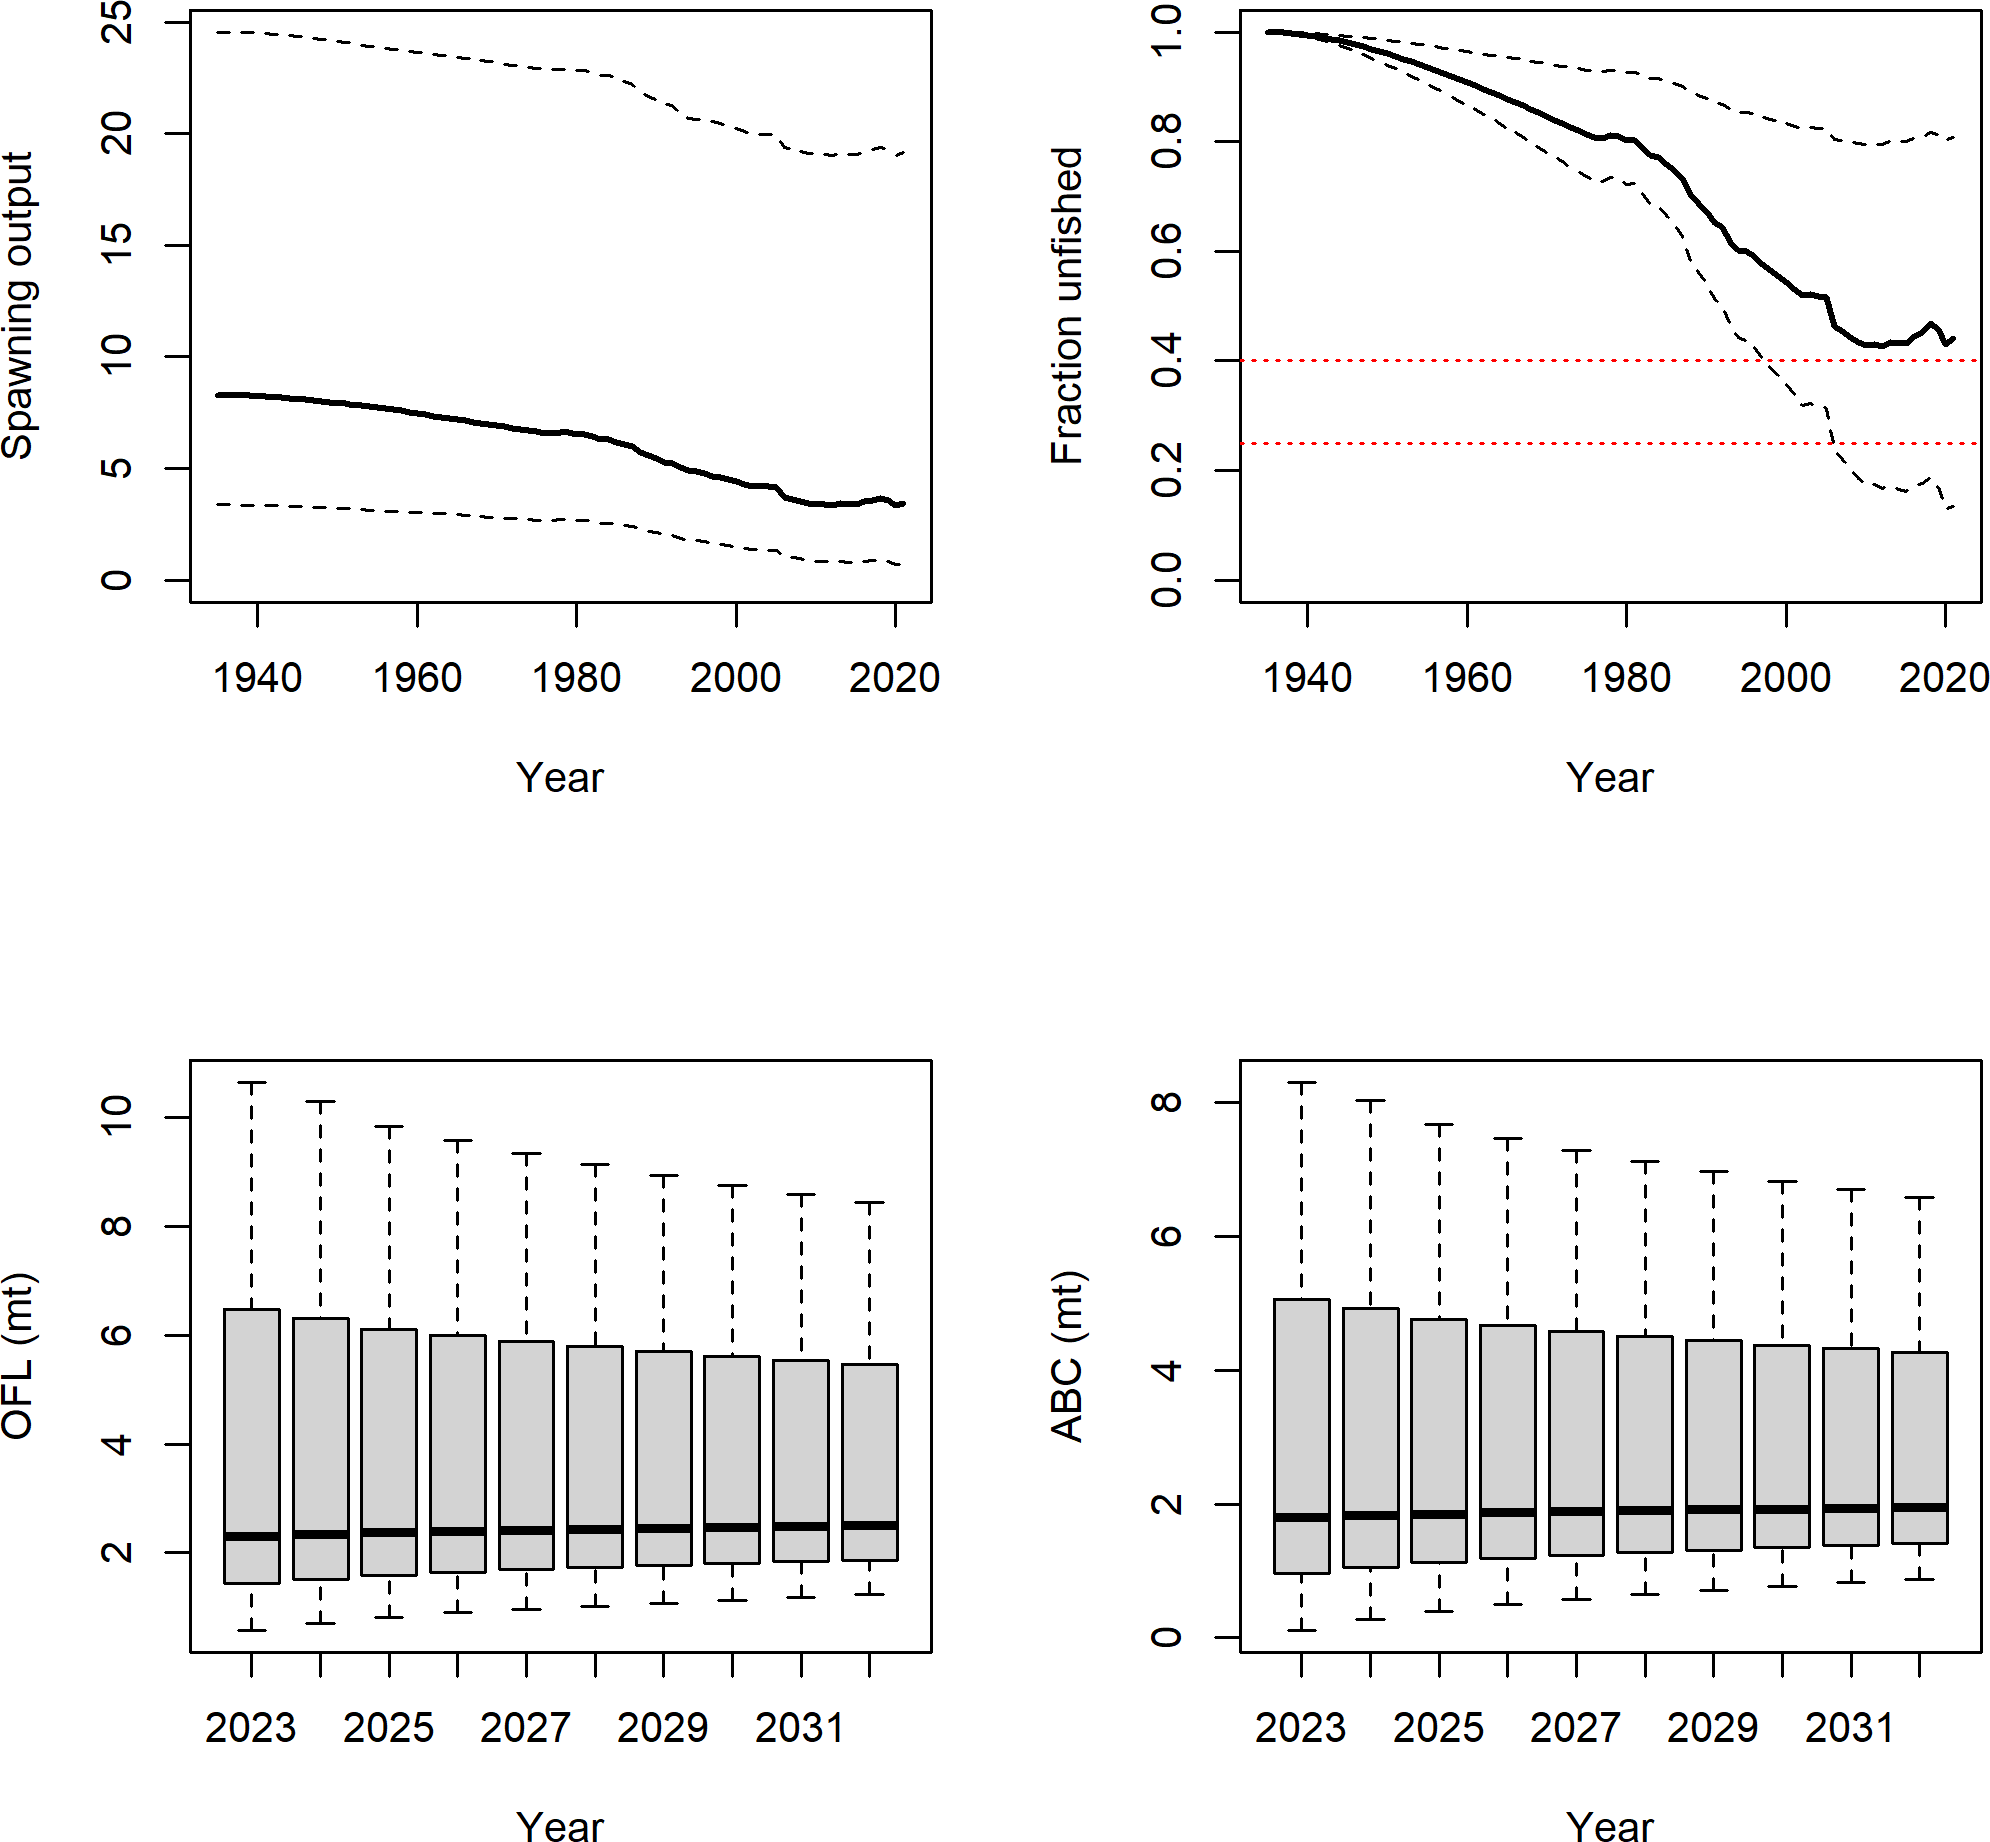 Spawning output
25
20
15
10
5
0
1940 1960 1980 2000 2020
Year
Fraction unfished
1.0
0.8
0.6
0.4
0.2
0.0
1940 1960 1980 2000 2020
Year
OFL (mt)
10
8
6
4
2
2023 2025 2027 2029 2031
Year
ABC (mt)
8
6
4
2
0
2023 2025 2027 2029 2031
Year